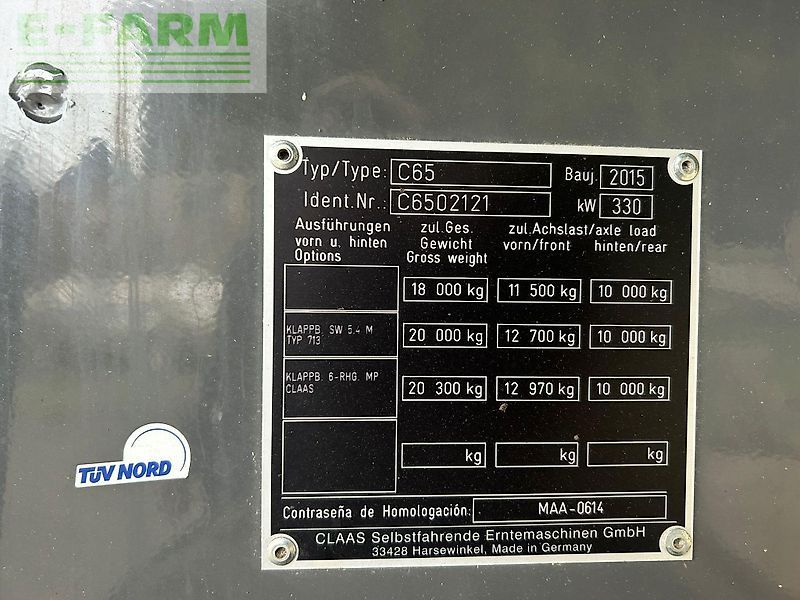 E-FARM
Typ/Type: C65 Bauj. 2015
Ident.Nr.: C6502121 kW 330
Ausführungen vorn u. hinten Options
zul.Ges. Gewicht Gross weight
zul.Achslast/axle load
vorn/front hinten/rear
18 000 kg 11 500 kg 10 000 kg
KLAPPB. SW 5.4 M
TYP 713
20 000 kg 12 700 kg 10 000 kg
KLAPPB. 6-RHG. MP
CLAAS
20 300 kg 12 970 kg 10 000 kg
kg kg kg
TÜV NORD
Contraseña de Homologación: MAA-0614
CLAAS Selbstfahrende Erntemaschinen GmbH
33428 Harsewinkel, Made in Germany